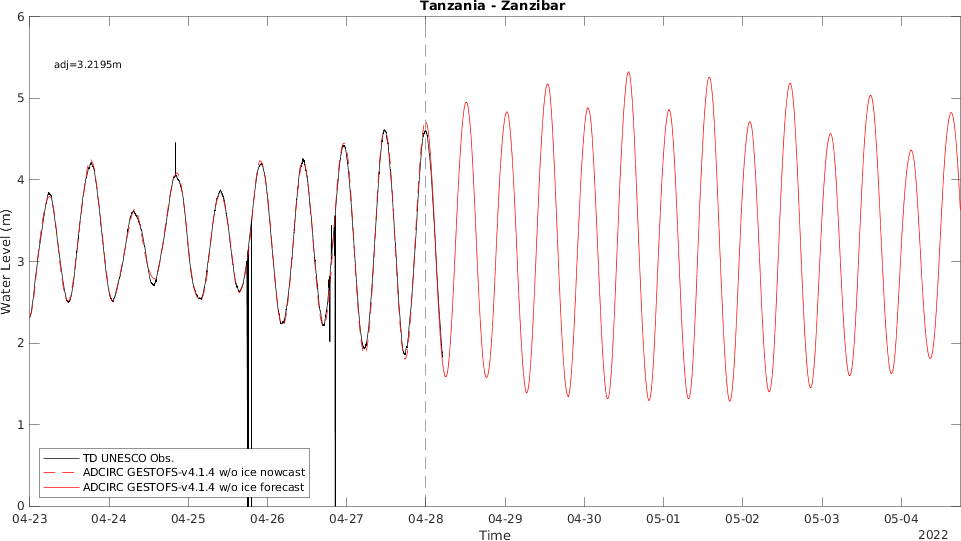 Tanzania - Zanzibar
6
adj=3.2195m
5
4
3
2
1
0
Water Level (m)
TD UNESCO Obs.
ADCIRC GESTOFS-v4.1.4 w/o ice nowcast
ADCIRC GESTOFS-v4.1.4 w/o ice forecast
04-23 04-24 04-25 04-26 04-27 04-28 04-29 04-30 05-01 05-02 05-03 05-04
Time
2022